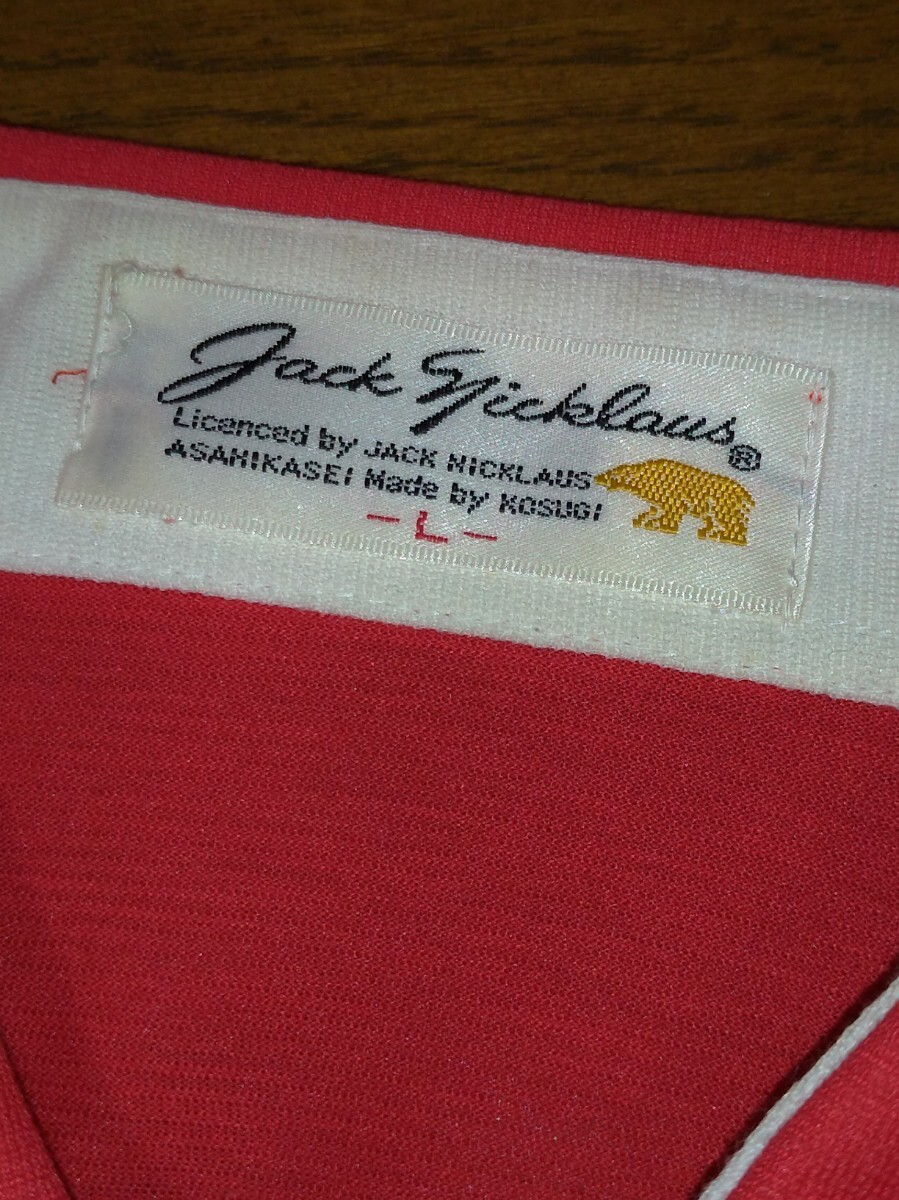 Jack Nicklaus®
Licenced by JACK NICKLAUS
ASAHIKASEI Made by KOSUGI
-L-